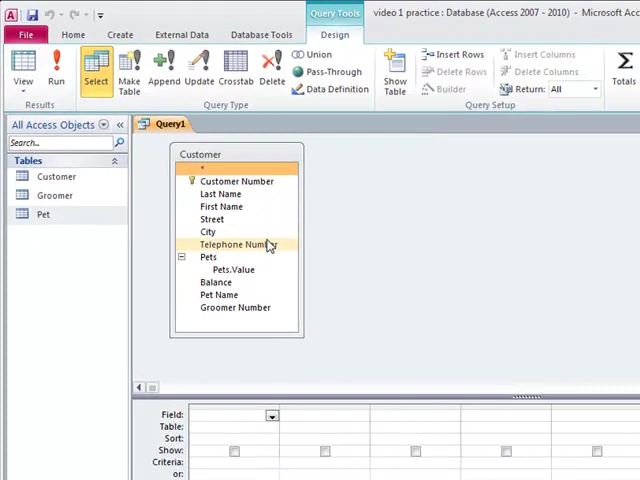 Query Tools
video 1 practice : Database (Access 2007 - 2010) - Microsoft Acce
File Home Create External Data Database Tools Design
View Run Select Make Table Append Update Crosstab Delete
Union
Pass-Through
Data Definition
Show Table
Insert Rows
Delete Rows
Builder
Insert Columns
Delete Columns
Return: All
Totals
Results Query Type Query Setup
All Access Objects
Search...
Tables
Customer
Groomer
Pet
Query1
Customer
*
Customer Number
Last Name
First Name
Street
City
Telephone Number
Pets
Pets.Value
Balance
Pet Name
Groomer Number
Field:
Table:
Sort:
Show:
Criteria:
or: